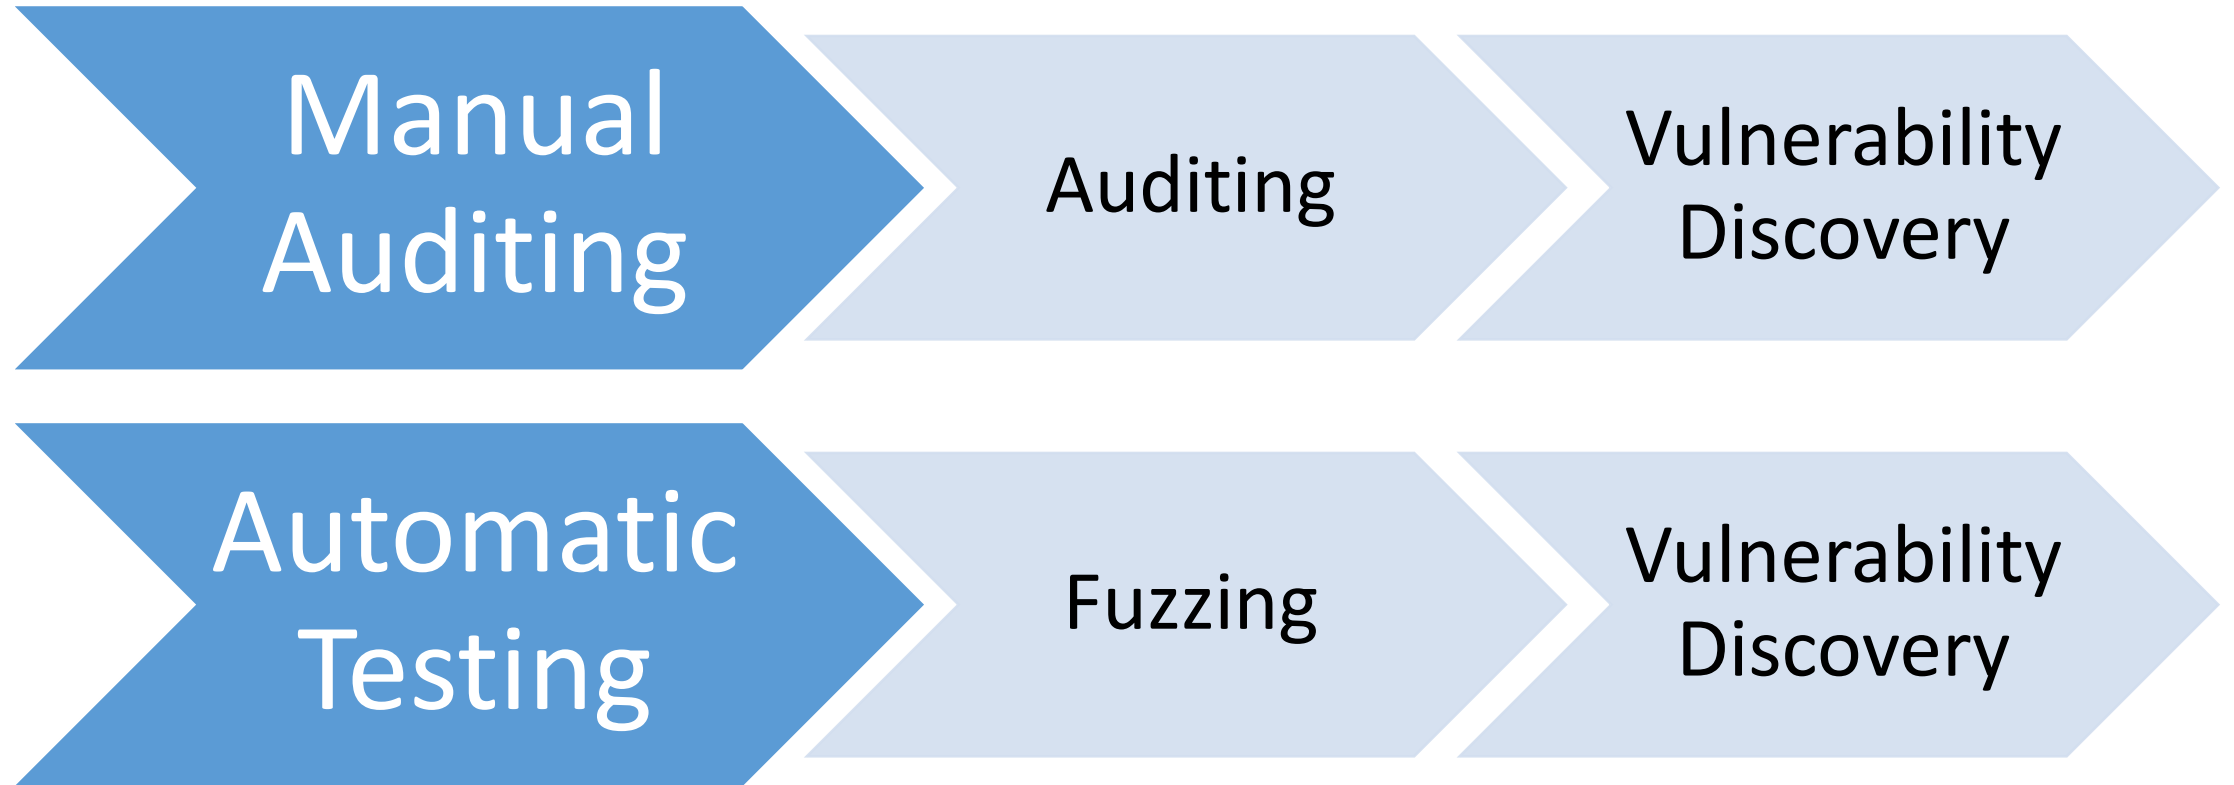 Manual
Auditing
Auditing
Vulnerability
Discovery
Automatic
Testing
Fuzzing
Vulnerability
Discovery